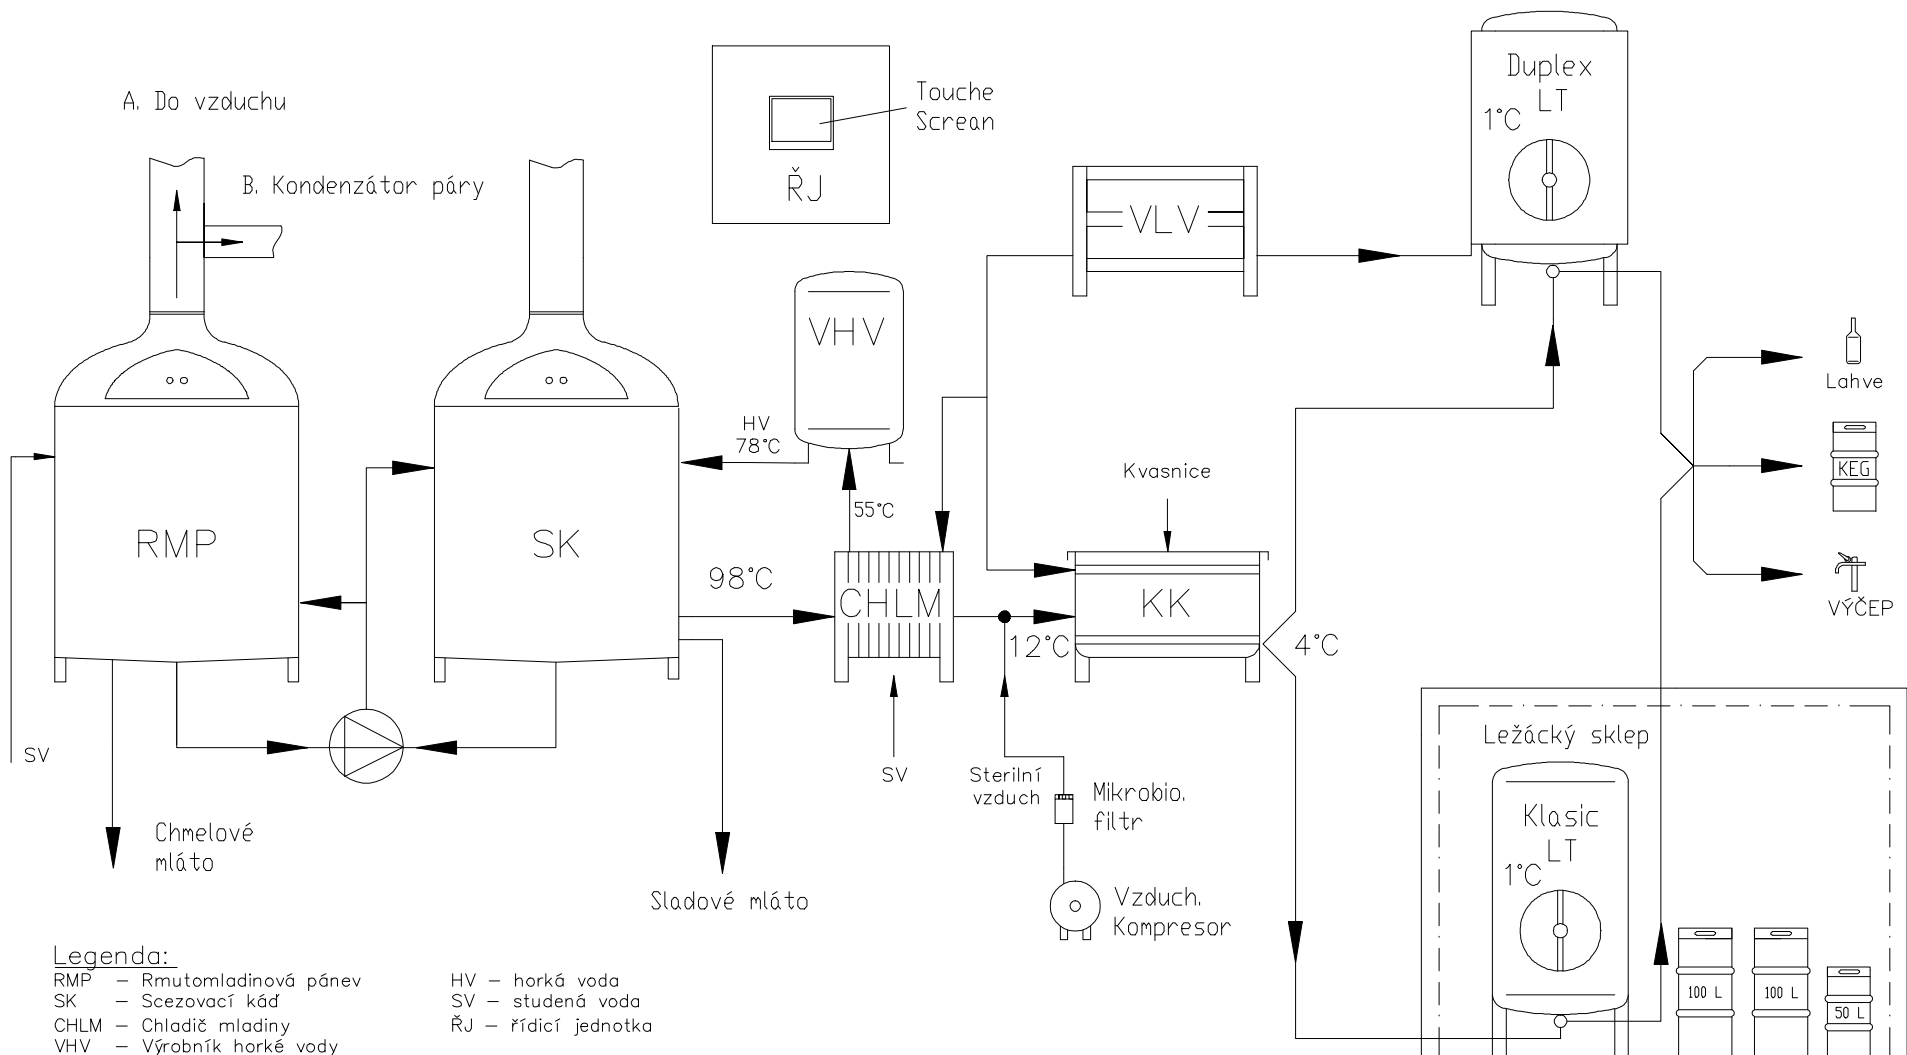 A. Do vzduchu
B. Kondenzátor páry
Touche
Screan
ŘJ
Duplex
LT
1°C
VLV
VHV
HV
78°C
55°C
Kvasnice
Lahve
KEG
VÝČEP
RMP
SK
98°C
CHLM
12°C
KK
4°C
SV
SV
Sterilní
vzduch
Mikrobio.
filtr
Ležácký sklep
Klasic
LT
1°C
Chmelové
mláto
Sladové mláto
Vzduch.
Kompresor
100 L
100 L
50 L
Legenda:
RMP – Rmutomladinová pánev
SK – Scezovací káď
CHLM – Chladič mladiny
VHV – Výrobník horké vody
HV – horká voda
SV – studená voda
ŘJ – řídicí jednotka